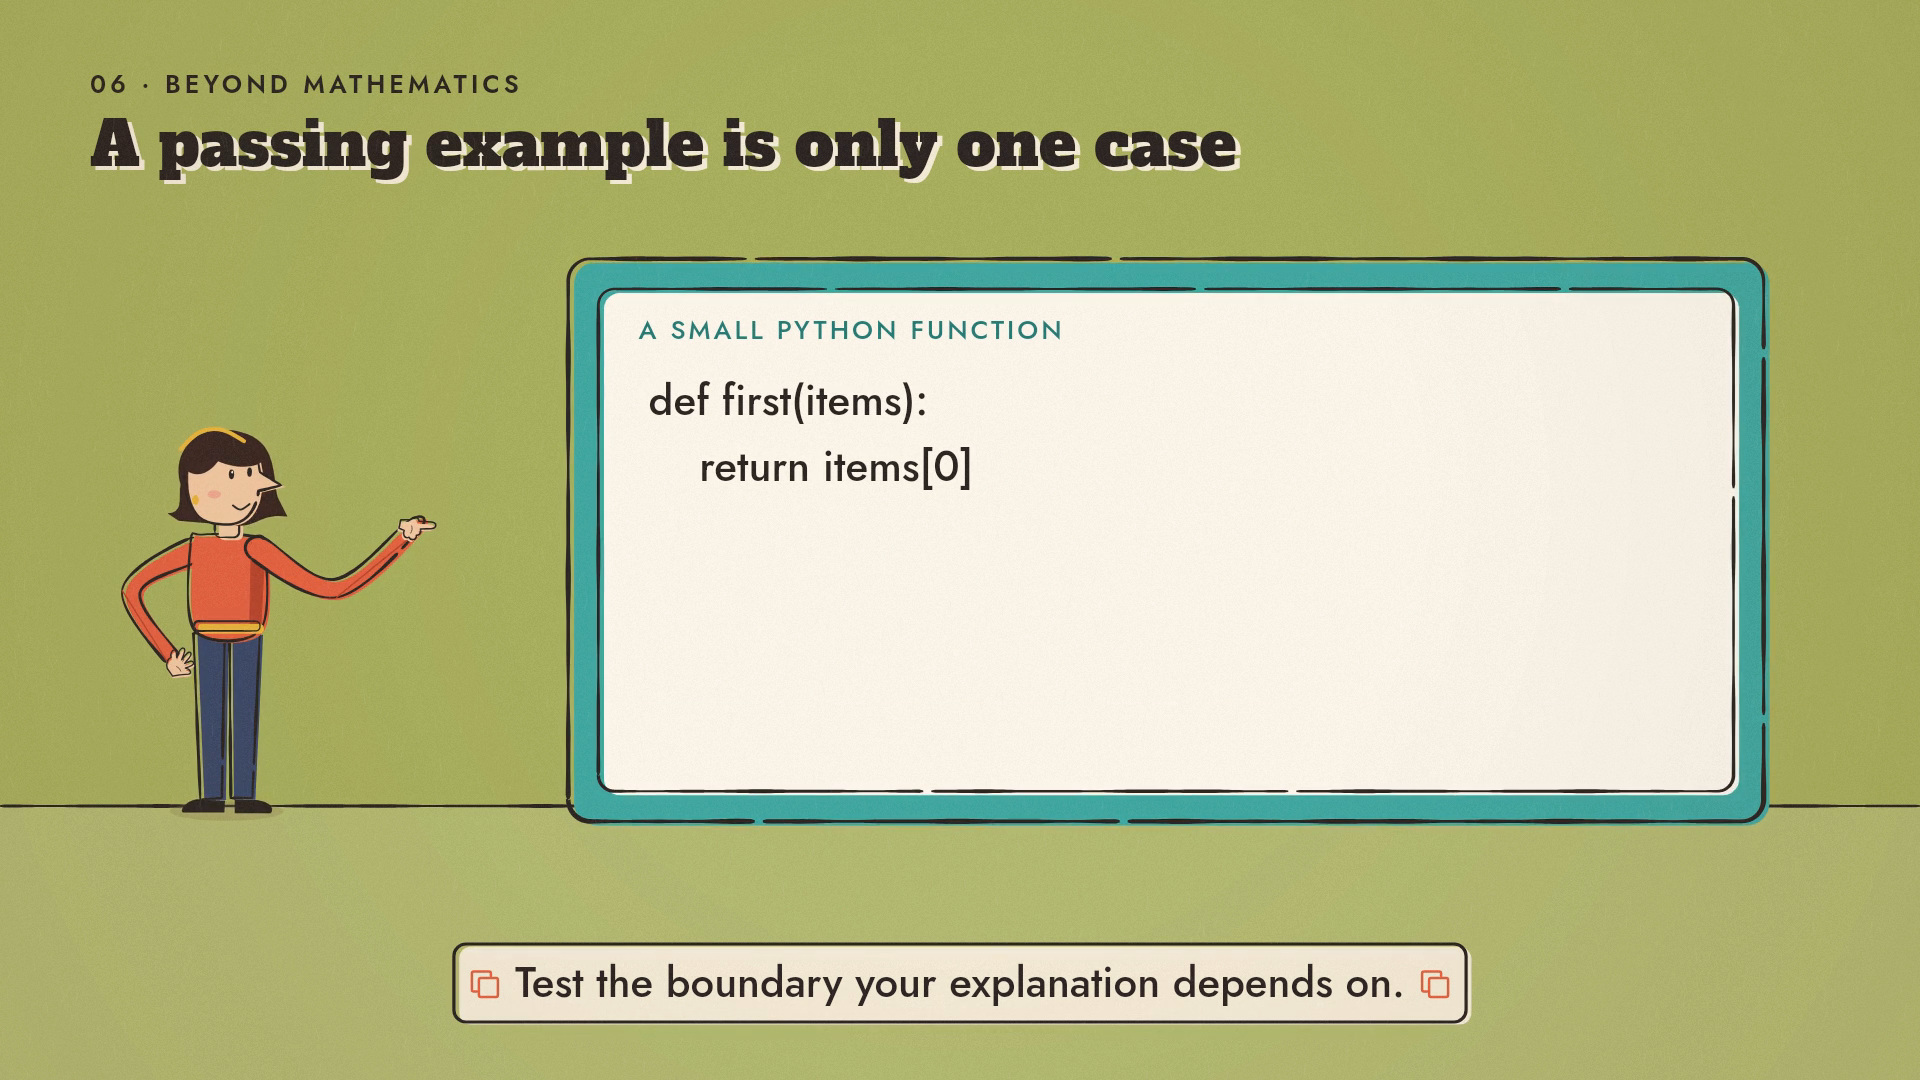 06 · BEYOND MATHEMATICS
A passing example is only one case
A SMALL PYTHON FUNCTION
def first(items):
    return items[0]
Test the boundary your explanation depends on.